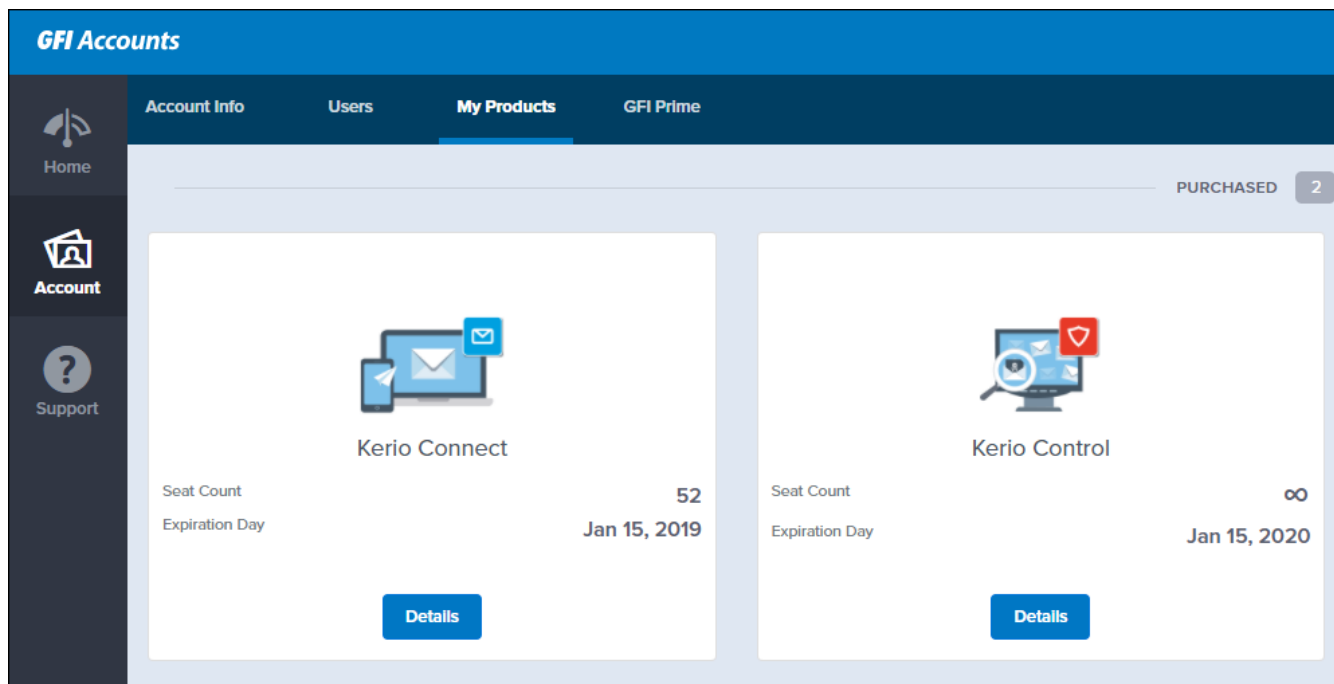 GFI Accounts
Account Info Users My Products GFI Prime
Home
PURCHASED 2
Account
Support
?
Kerio Connect
Seat Count 52
Expiration Day Jan 15, 2019
Details
Kerio Control
Seat Count ∞
Expiration Day Jan 15, 2020
Details